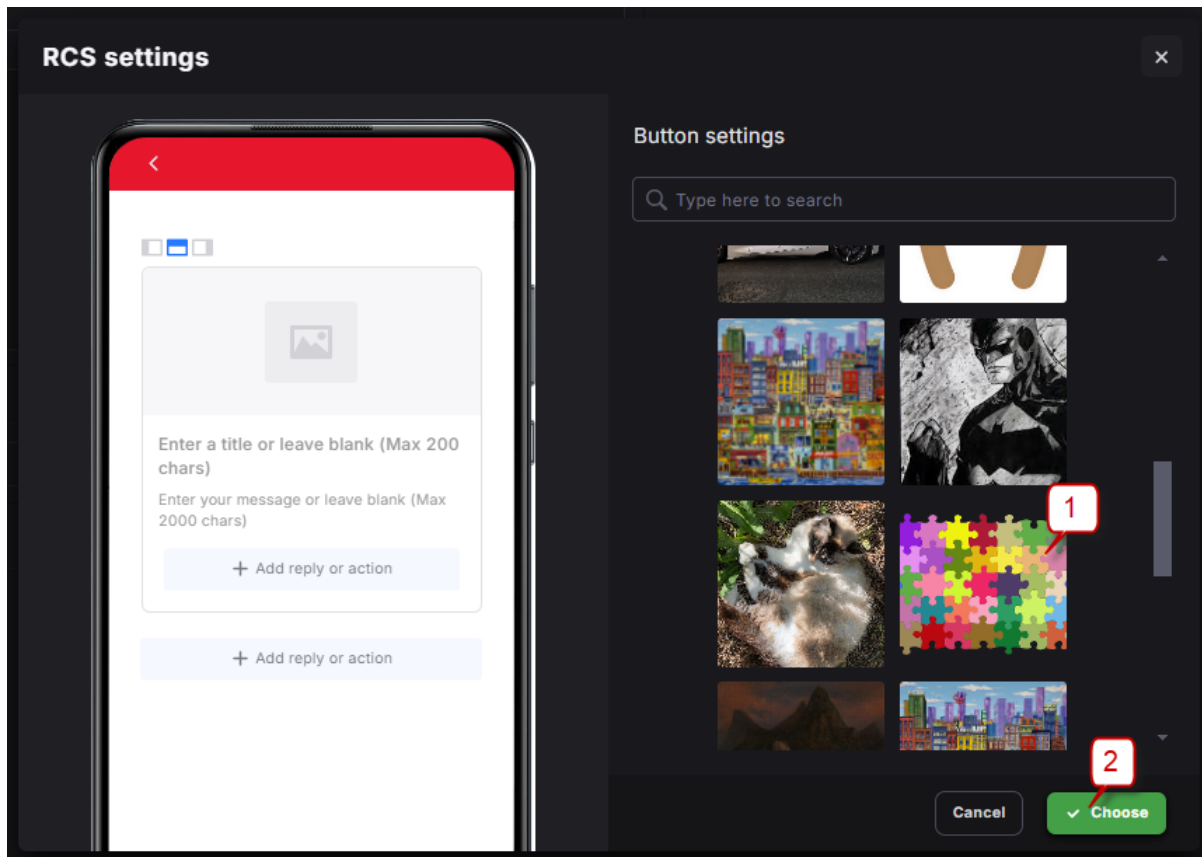 RCS settings
Enter a title or leave blank (Max 200
chars)
Enter your message or leave blank (Max
2000 chars)
+ Add reply or action
+ Add reply or action
Button settings
Type here to search
1
2
Cancel
Choose